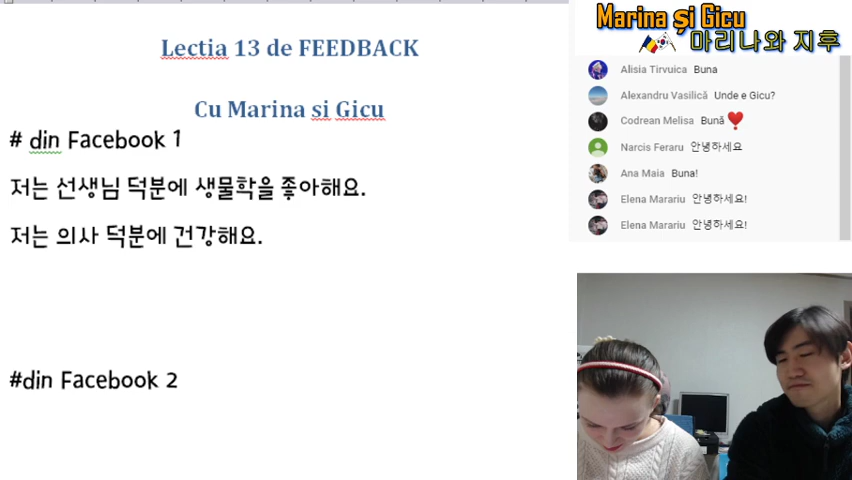 Lectia 13 de FEEDBACK
Cu Marina si Gicu
# din Facebook 1
저는 선생님 덕분에 생물학을 좋아해요.
저는 의사 덕분에 건강해요.
#din Facebook 2
Marina și Gicu
마리나와 지후
Alisia Tirvuica Buna
Alexandru Vasilică Unde e Gicu?
Codrean Melisa Bună
Narcis Feraru 안녕하세요
Ana Maia Buna!
Elena Marariu 안녕하세요!
Elena Marariu 안녕하세요!